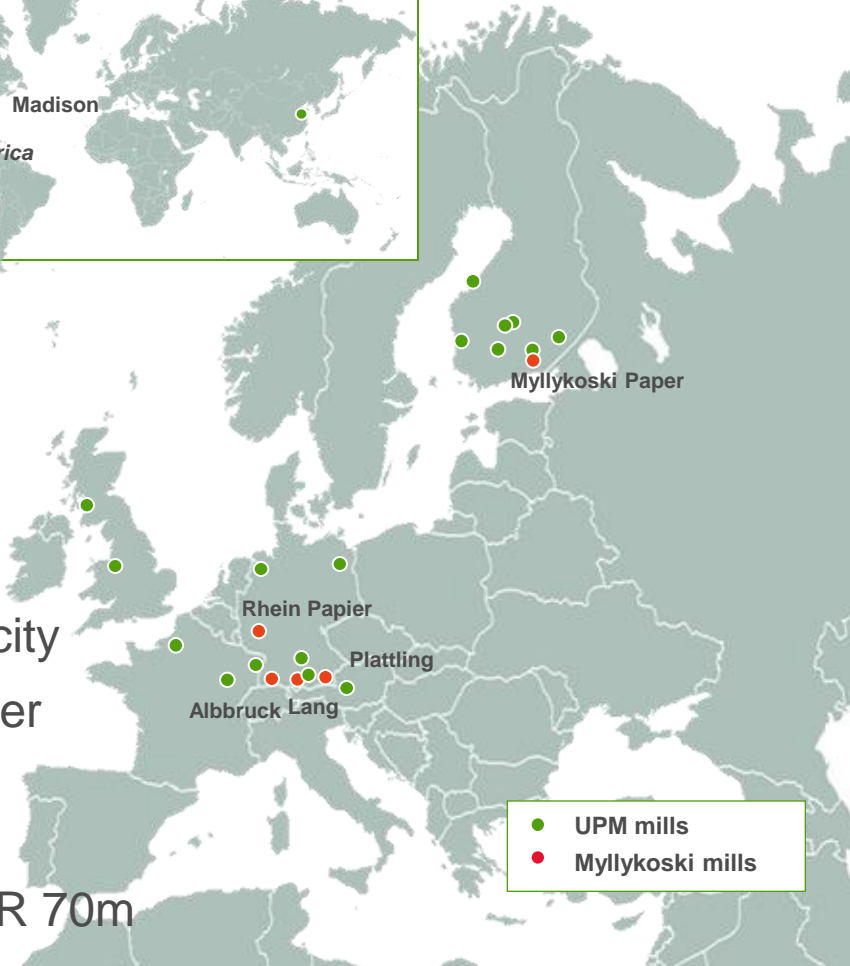 Madison
rica
Myllykoski Paper
Rhein Papier
city
Plattling
er
Albbruck
Lang
UPM mills
Myllykoski mills
R 70m